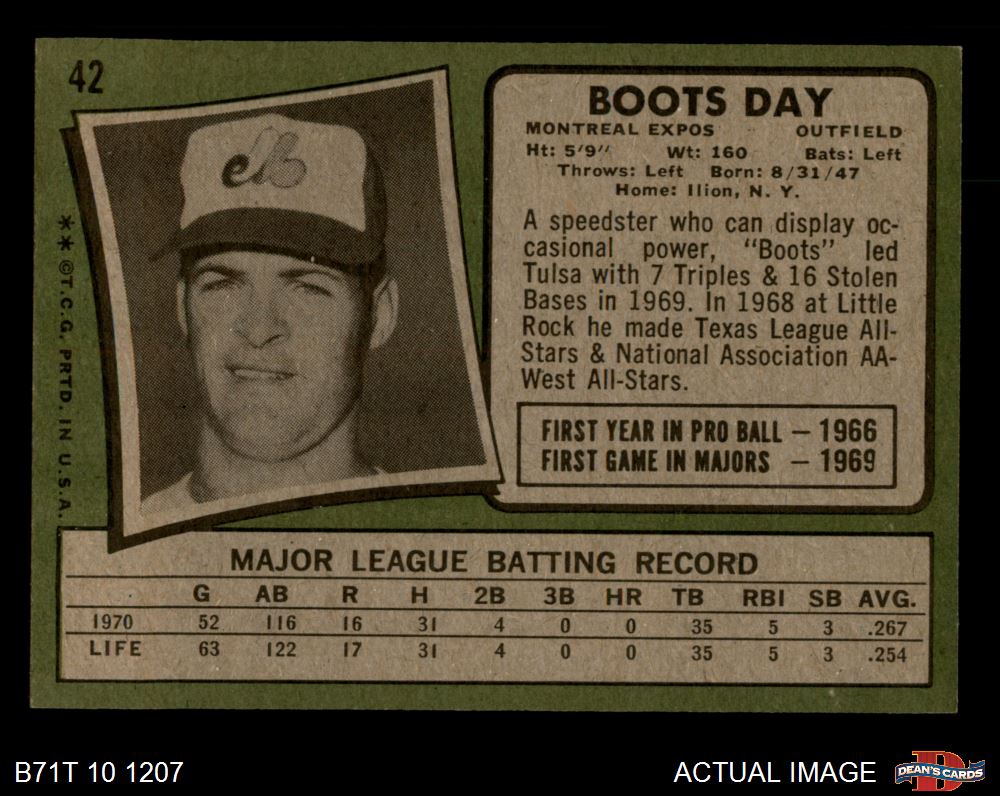 42
** ©T.C.G. PRTD. IN U.S.A.
eMb
BOOTS DAY
MONTREAL EXPOS OUTFIELD
Ht: 5'9" Wt: 160 Bats: Left
Throws: Left Born: 8/31/47
Home: Ilion, N. Y.
A speedster who can display oc-
casional power, "Boots" led
Tulsa with 7 Triples & 16 Stolen
Bases in 1969. In 1968 at Little
Rock he made Texas League All-
Stars & National Association AA-
West All-Stars.
FIRST YEAR IN PRO BALL – 1966
FIRST GAME IN MAJORS – 1969
MAJOR LEAGUE BATTING RECORD
G AB R H 2B 3B HR TB RBI SB AVG.
1970 52 116 16 31 4 0 0 35 5 3 .267
LIFE 63 122 17 31 4 0 0 35 5 3 .254
B71T 10 1207
ACTUAL IMAGE
D
DEAN'S CARDS